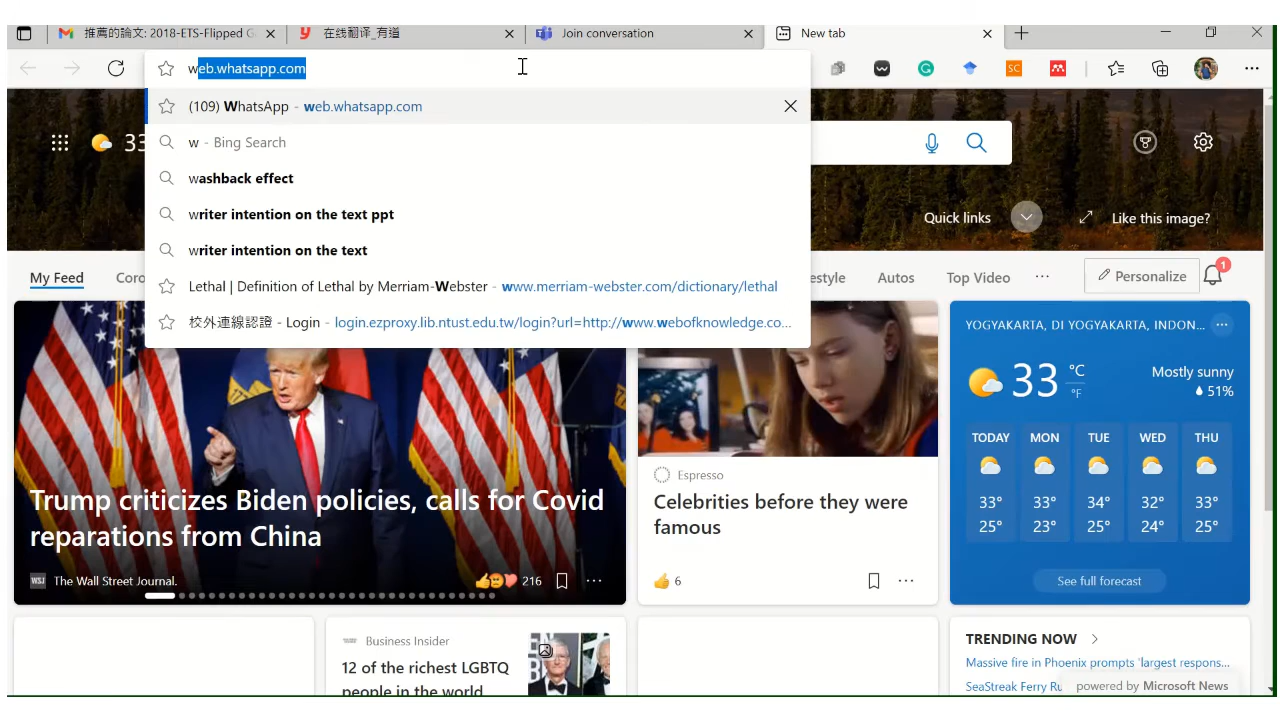 推薦的論文: 2018-ETS-Flipped G
在线翻译_有道
Join conversation
New tab
web.whatsapp.com
(109) WhatsApp - web.whatsapp.com
w - Bing Search
washback effect
writer intention on the text ppt
writer intention on the text
Lethal | Definition of Lethal by Merriam-Webster - www.merriam-webster.com/dictionary/lethal
校外連線認證 - Login - login.ezproxy.lib.ntust.edu.tw/login?url=http://www.webofknowledge.co...
SC
33
Quick links
Like this image?
My Feed
Coro
estyle
Autos
Top Video
Personalize
1
Trump criticizes Biden policies, calls for Covid
reparations from China
WSJ The Wall Street Journal.
216
Espresso
Celebrities before they were
famous
6
YOGYAKARTA, DI YOGYAKARTA, INDON...
33 °C
°F
Mostly sunny
51%
TODAY MON TUE WED THU
33° 33° 34° 32° 33°
25° 23° 25° 24° 25°
See full forecast
Business Insider
12 of the richest LGBTQ
people in the world
TRENDING NOW
Massive fire in Phoenix prompts 'largest respons...
SeaStreak Ferry Ru
powered by Microsoft News